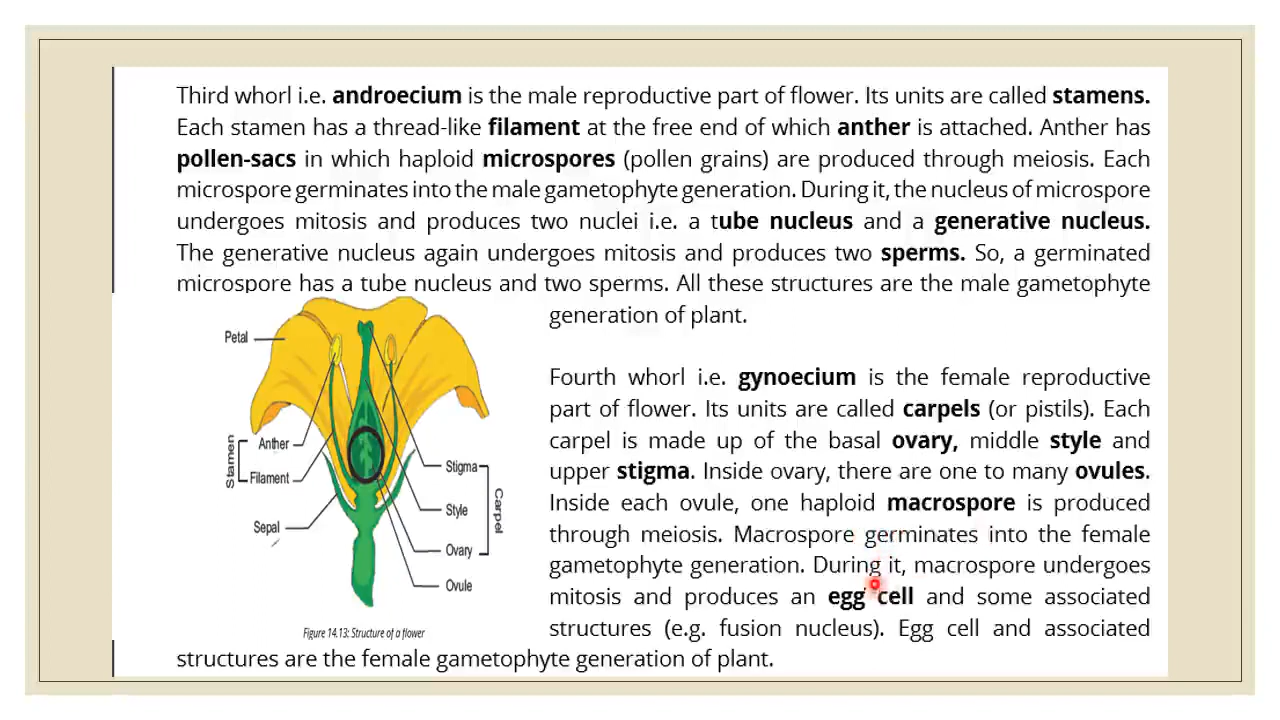 Third whorl i.e. androecium is the male reproductive part of flower. Its units are called stamens.
Each stamen has a thread-like filament at the free end of which anther is attached. Anther has
pollen-sacs in which haploid microspores (pollen grains) are produced through meiosis. Each
microspore germinates into the male gametophyte generation. During it, the nucleus of microspore
undergoes mitosis and produces two nuclei i.e. a tube nucleus and a generative nucleus.
The generative nucleus again undergoes mitosis and produces two sperms. So, a germinated
microspore has a tube nucleus and two sperms. All these structures are the male gametophyte
generation of plant.
Petal
Stamen
Anther
Filament
Sepal
Stigma
Style
Ovary
Ovule
Carpel
Figure 14.13: Structure of a flower
Fourth whorl i.e. gynoecium is the female reproductive
part of flower. Its units are called carpels (or pistils). Each
carpel is made up of the basal ovary, middle style and
upper stigma. Inside ovary, there are one to many ovules.
Inside each ovule, one haploid macrospore is produced
through meiosis. Macrospore germinates into the female
gametophyte generation. During it, macrospore undergoes
mitosis and produces an egg cell and some associated
structures (e.g. fusion nucleus). Egg cell and associated
structures are the female gametophyte generation of plant.